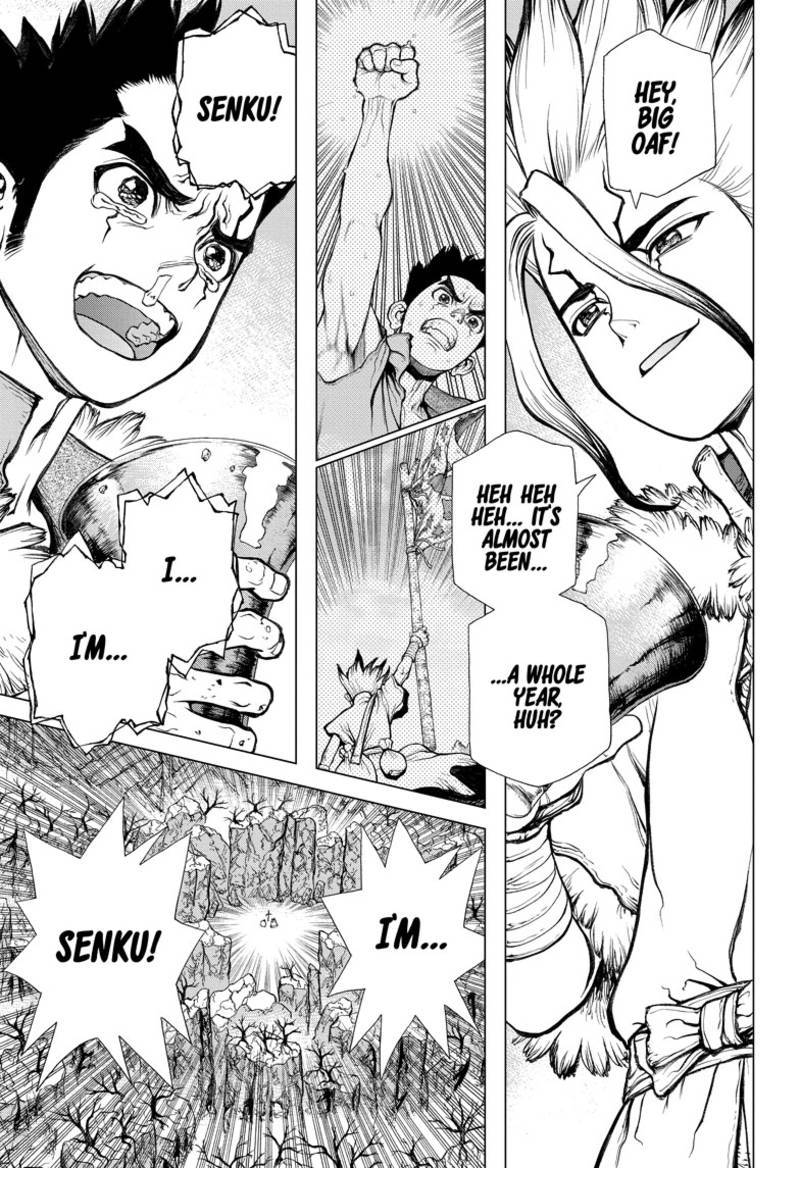 HEY,
BIG
OAF!
HEH HEH
HEH... IT'S
ALMOST
BEEN...
...A WHOLE
YEAR,
HUH?
SENKU!
I...
I'M...
I'M...
SENKU!